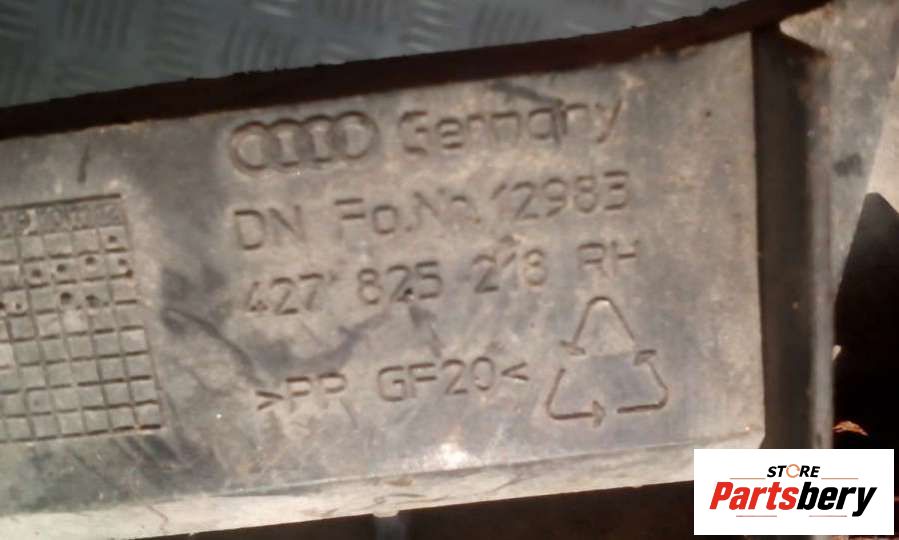 Germany
DN Fo.Nr.12983
427 825 218 RH
>PP GF20<
STORE
Partsbery